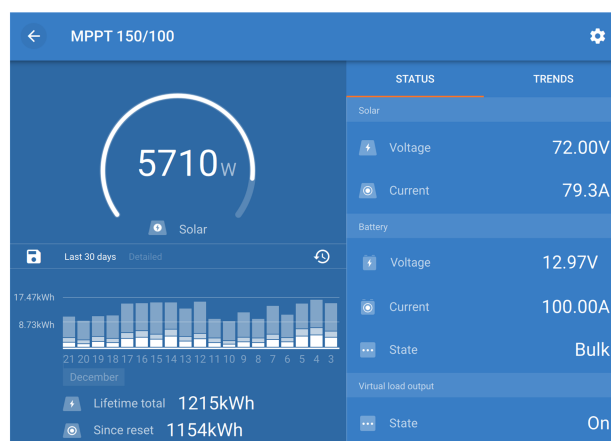 MPPT 150/100
5710W
Solar
Last 30 days Detailed
17.47kWh
8.73kWh
21 20 19 18 17 16 15 14 13 12 11 10 9 8 7 6 5 4 3
December
Lifetime total 1215kWh
Since reset 1154kWh
STATUS TRENDS
Solar
Voltage 72.00V
Current 79.3A
Battery
Voltage 12.97V
Current 100.00A
State Bulk
Virtual load output
State On